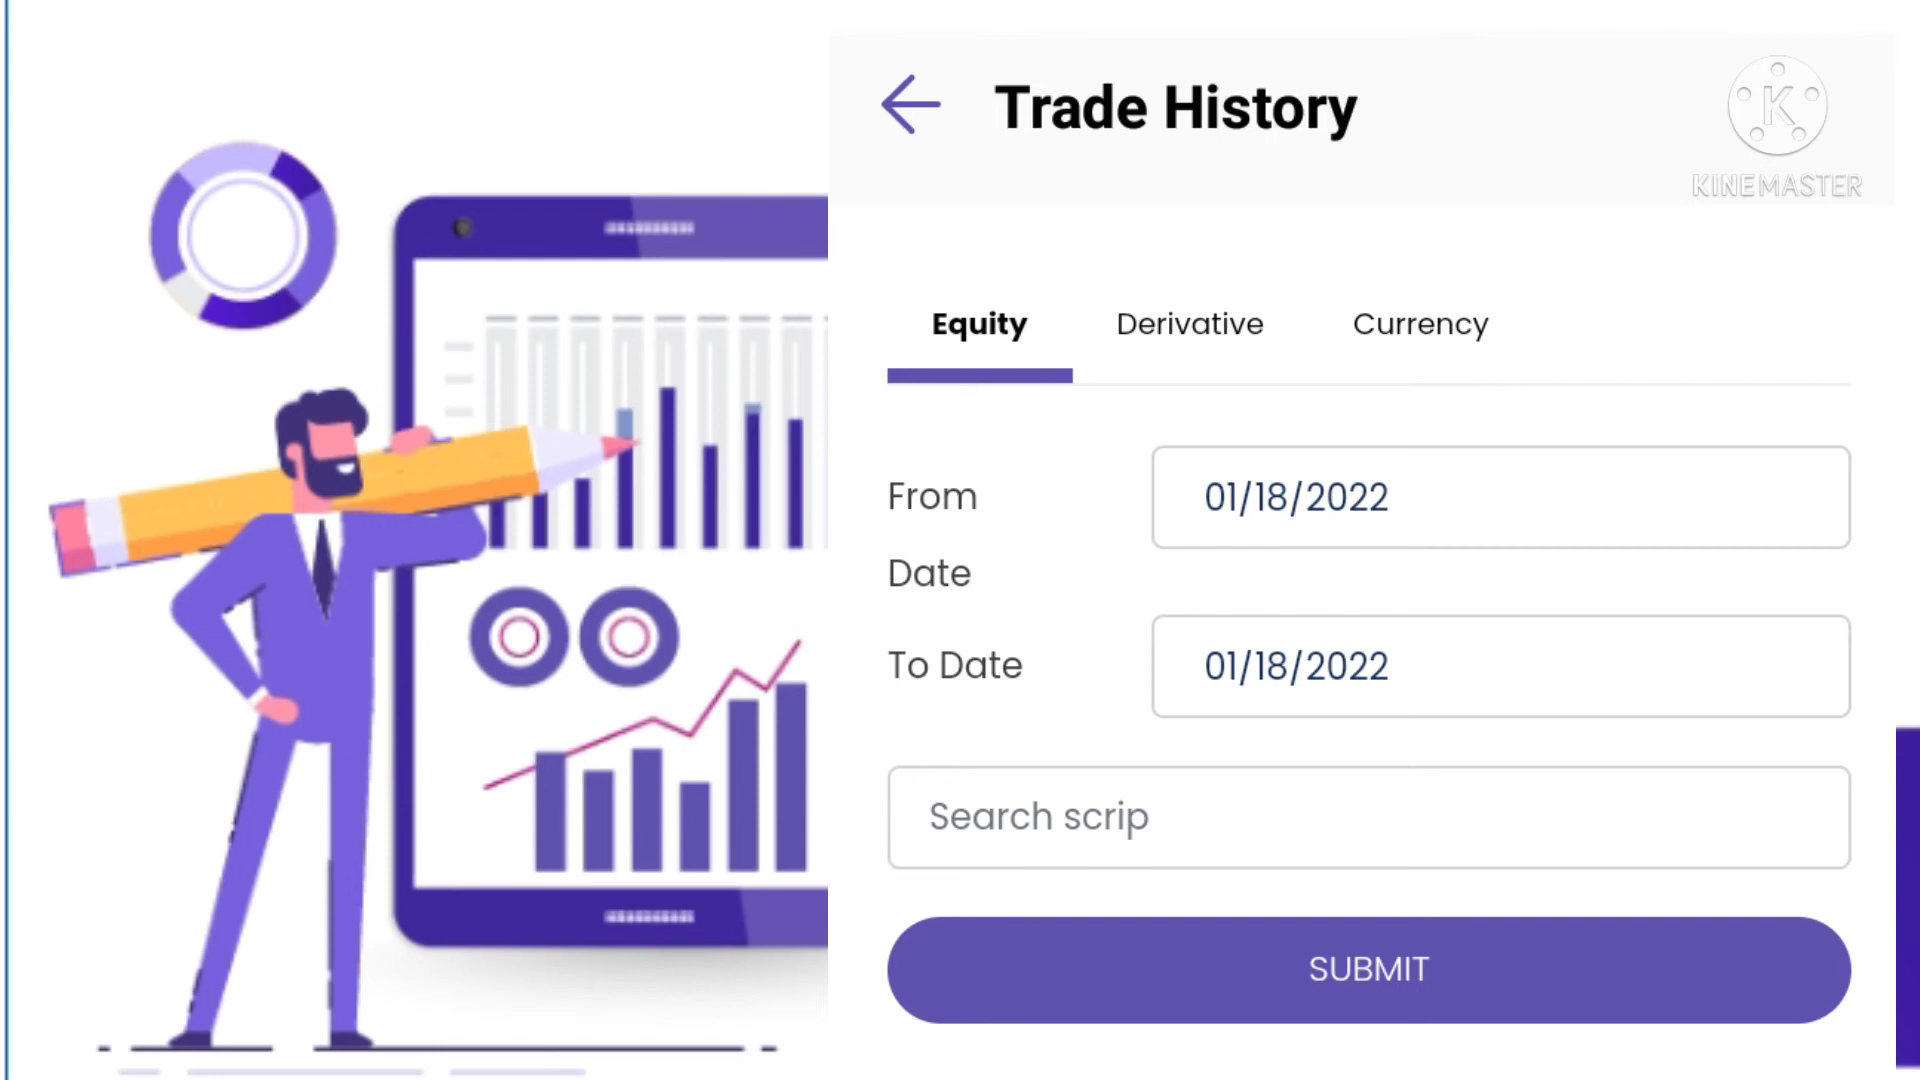 Trade History
KINEMASTER
Equity
Derivative
Currency
From
Date
01/18/2022
To Date
01/18/2022
Search scrip
SUBMIT